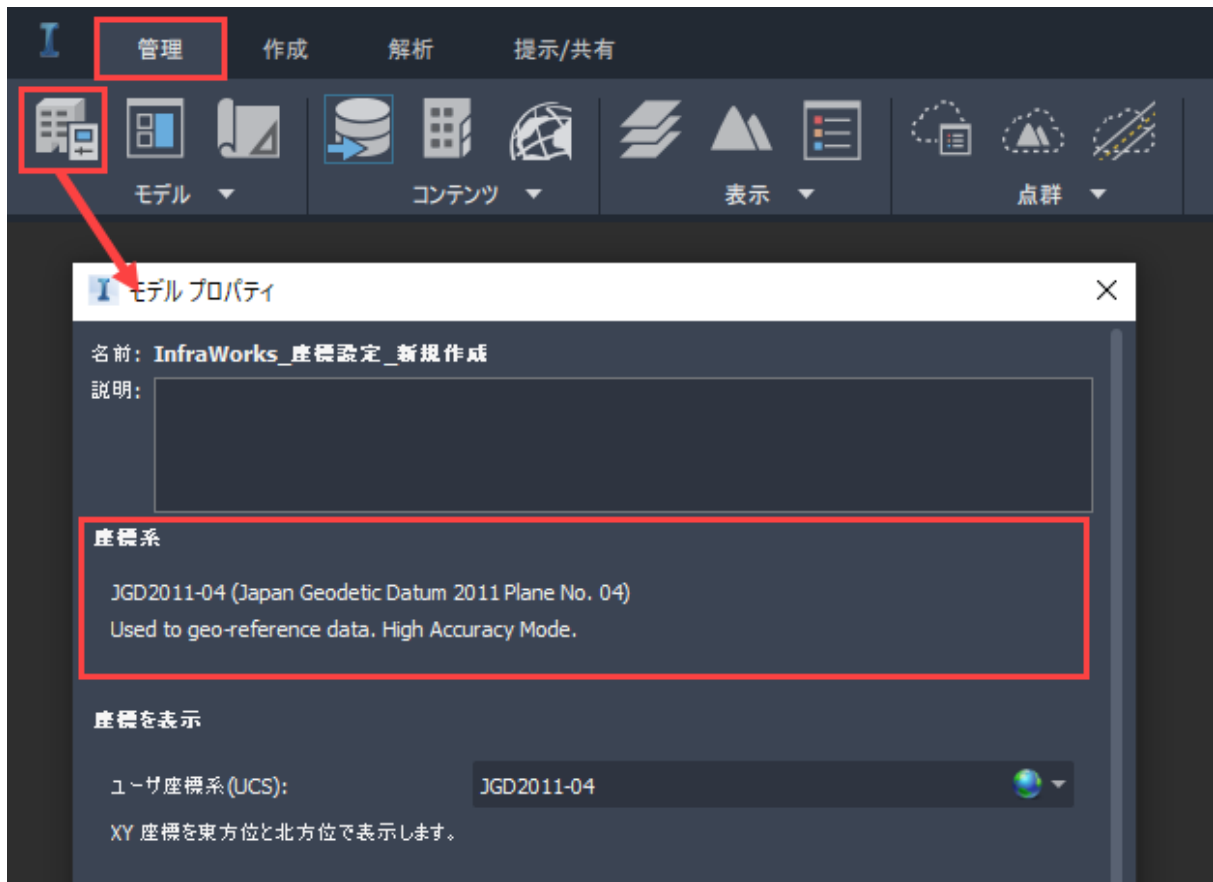 管理 作成 解析 提示/共有
モデル コンテンツ 表示 点群
モデル プロパティ
名前: InfraWorks_座標設定_新規作成
説明:
座標系
JGD2011-04 (Japan Geodetic Datum 2011 Plane No. 04)
Used to geo-reference data. High Accuracy Mode.
座標を表示
ユーザ座標系(UCS): JGD2011-04
XY 座標を東方位と北方位で表示します。